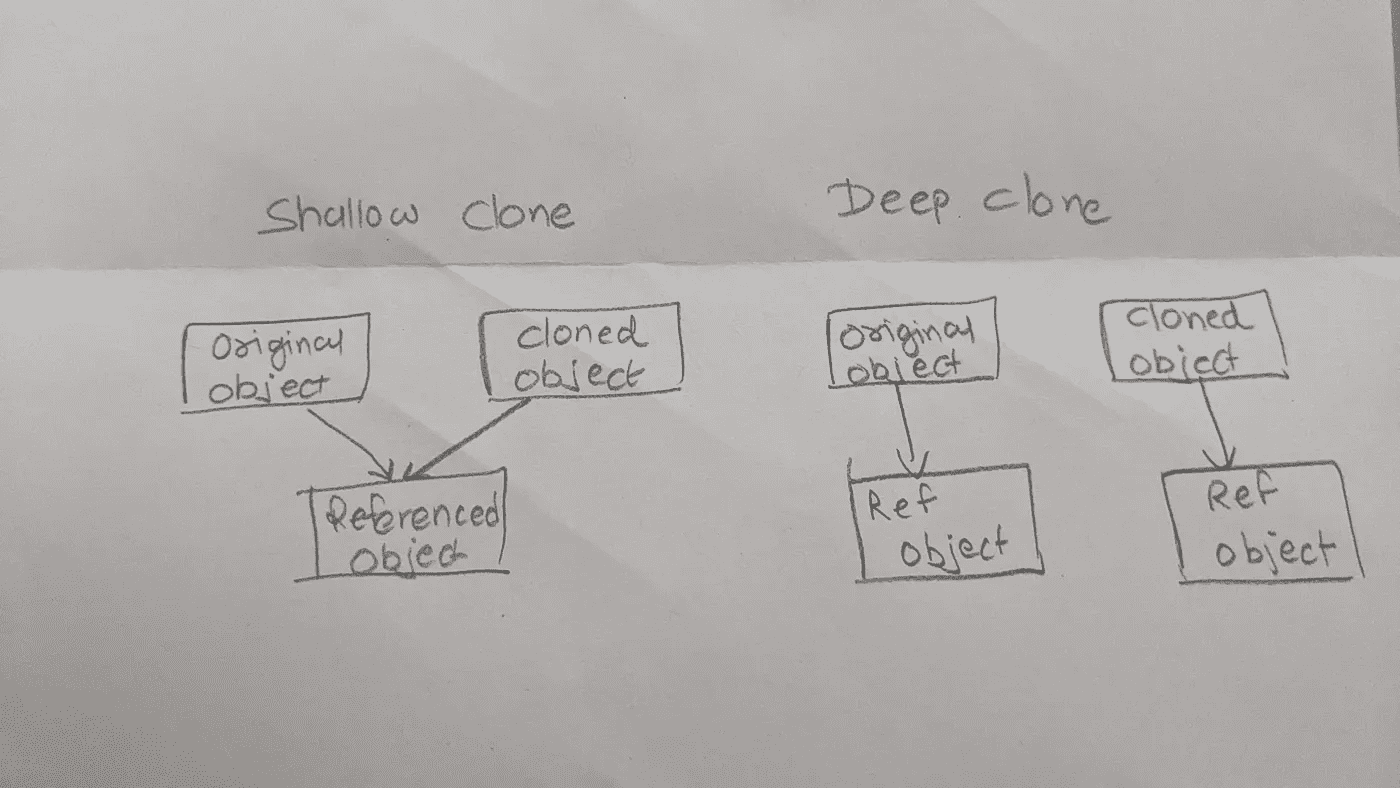 Shallow Clone
Deep. Clone
Original
object
Cloned
object
Referenced
object
Original
object
Cloned
object
Ref
object
Ref
object